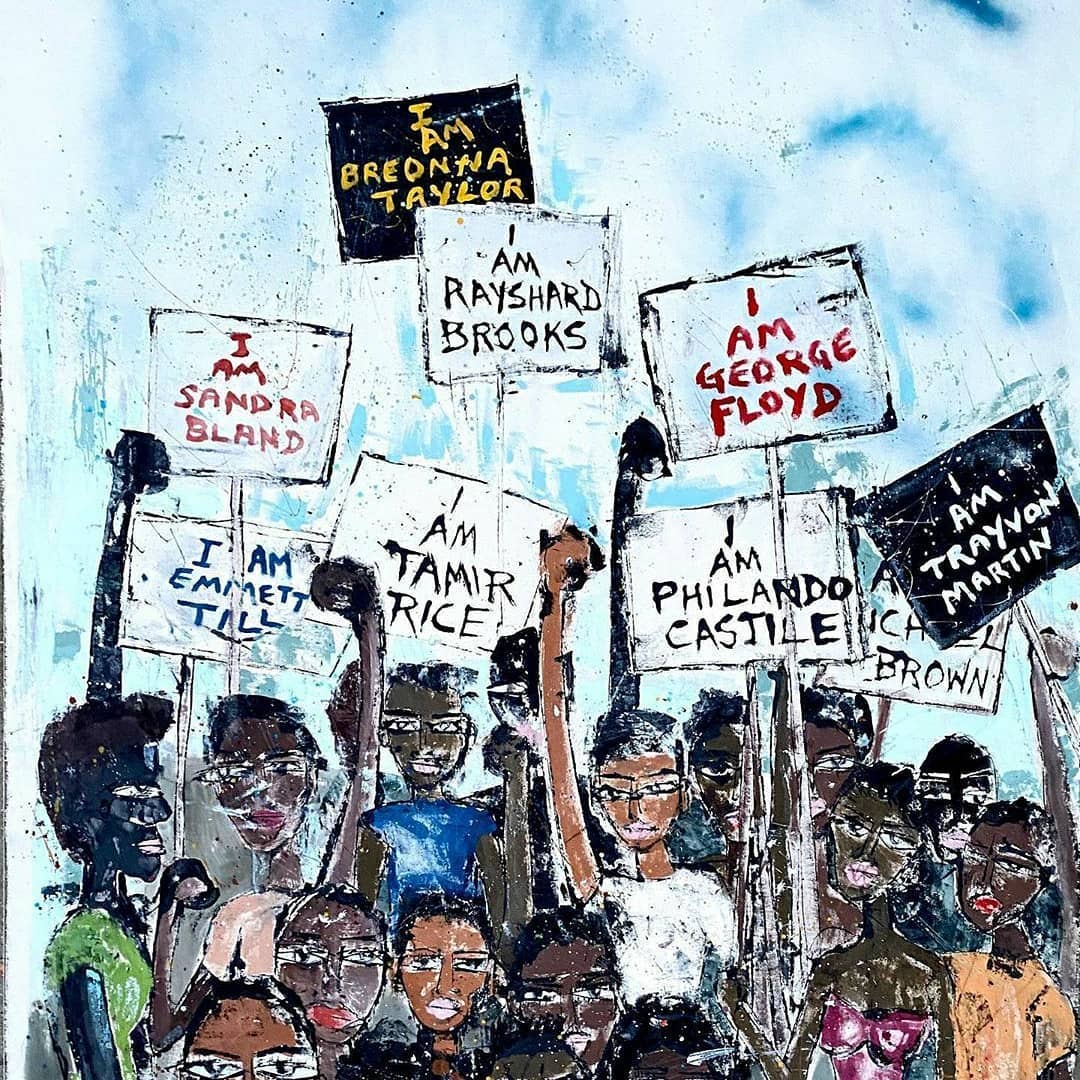 I
AM
BREONNA
TAYLOR
I
AM
RAYSHARD
BROOKS
I
AM
GEORGE
FLOYD
I
AM
SANDRA
BLAND
I
AM
TRAYVON
MARTIN
I AM
EMMETT
TILL
I
AM
TAMIR
RICE
I
AM
PHILANDO
CASTILE
BROWN